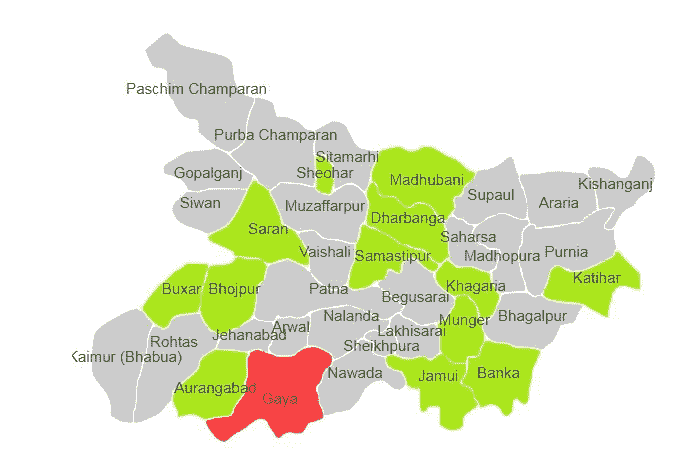 Paschim Champaran
Purba Champaran
Sitamarhi
Gopalganj
Sheohar
Madhubani
Kishanganj
Supaul
Siwan
Muzaffarpur
Araria
Dharbanga
Saran
Saharsa
Vaishali
Samastipur
Madhopura
Purnia
Katihar
Buxar
Bhojpur
Patna
Khagaria
Begusarai
Nalanda
Munger
Bhagalpur
Arwal
Jehanabad
Lakhisarai
Rohtas
Sheikhpura
Kaimur (Bhabua)
Nawada
Jamui
Banka
Aurangabad
Gaya